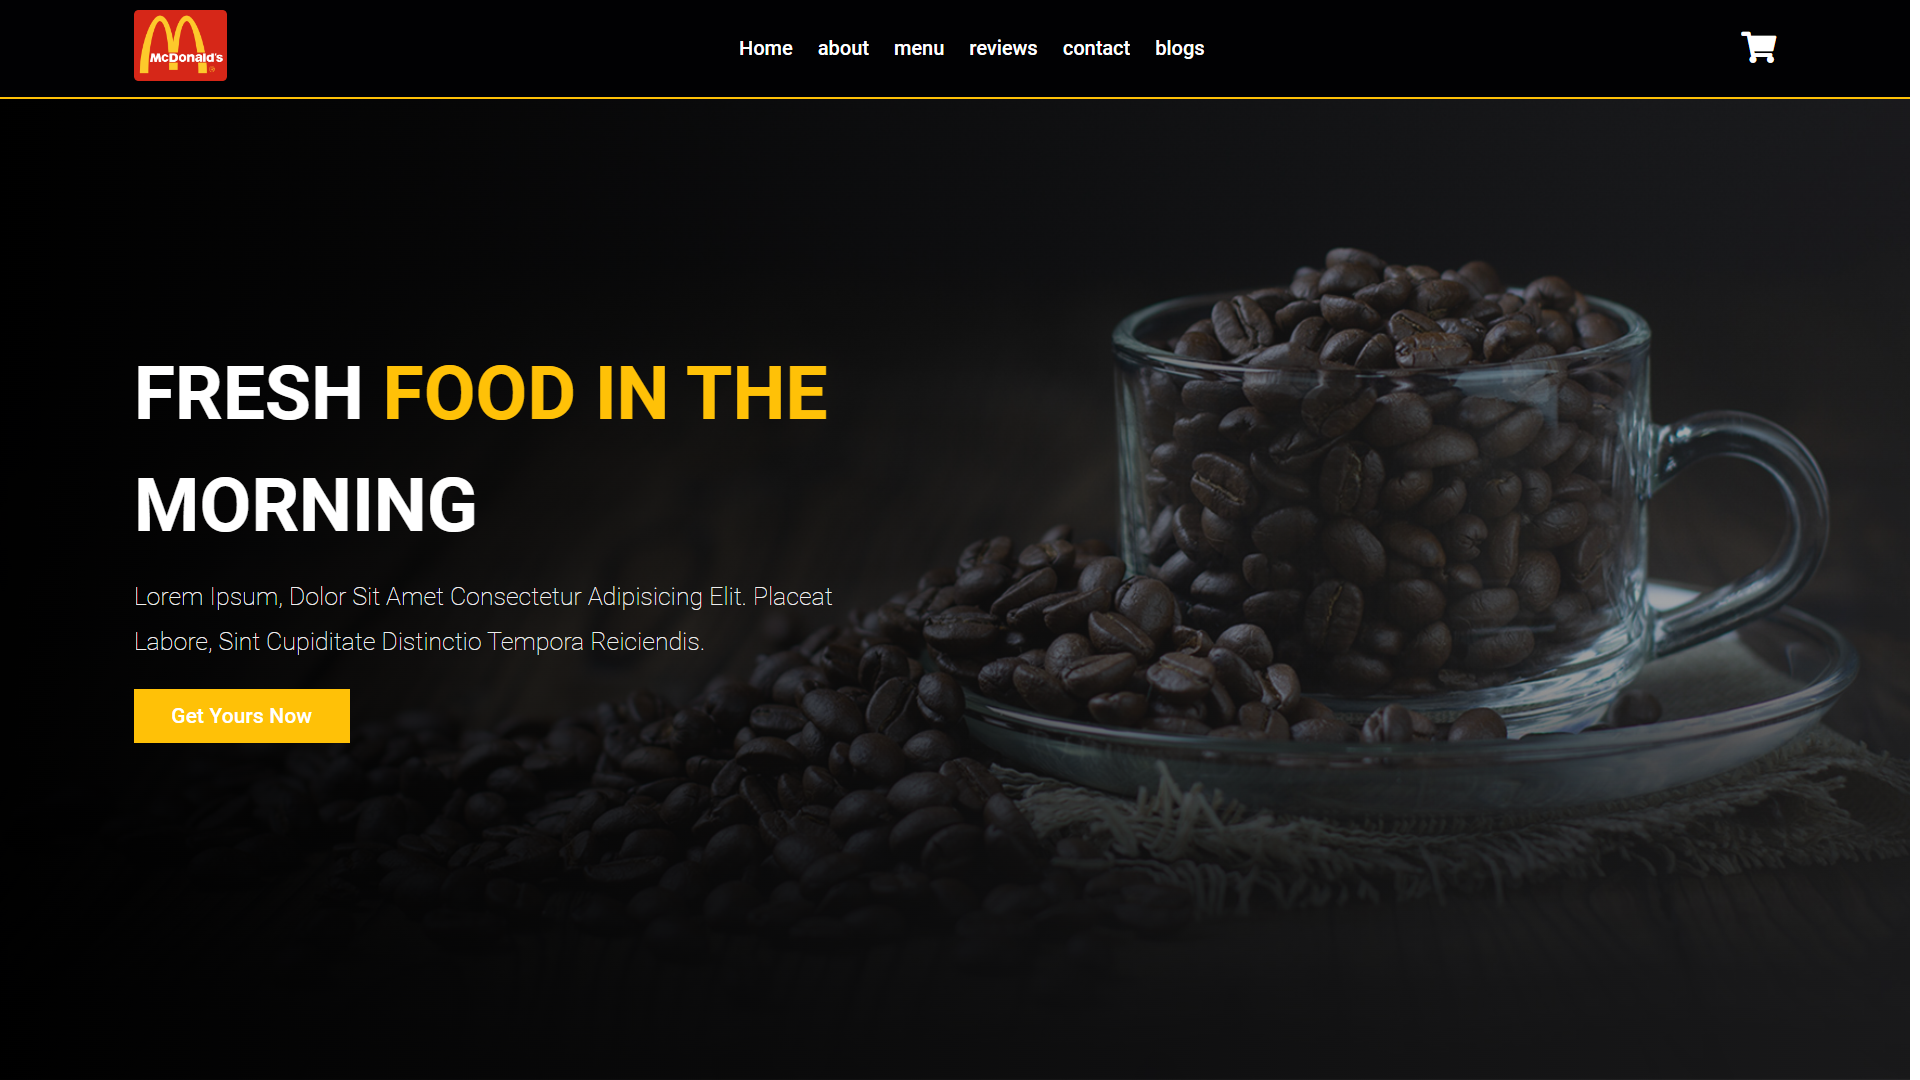 McDonald's
Home about menu reviews contact blogs
FRESH FOOD IN THE
MORNING
Lorem Ipsum, Dolor Sit Amet Consectetur Adipisicing Elit. Placeat
Labore, Sint Cupiditate Distinctio Tempora Reiciendis.
Get Yours Now